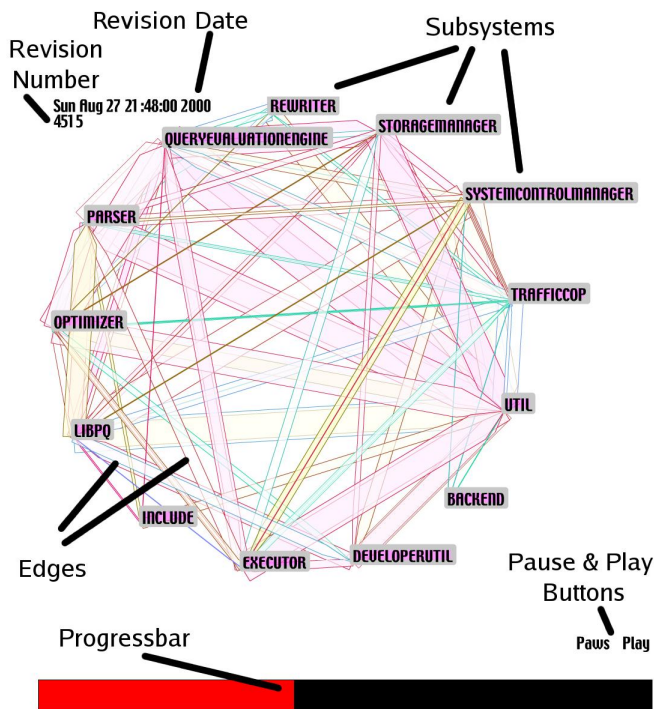 Revision Date
Subsystems
Revision
Number
Sun Aug 27 21:48:00 2000
4515
REWRITER
STORAGEMANAGER
QUERYEVALUATIONENGINE
SYSTEMCONTROLMANAGER
PARSER
TRAFFICCOP
OPTIMIZER
UTIL
LIBPQ
BACKEND
INCLUDE
DEVELOPERUTIL
EXECUTOR
Edges
Pause & Play
Buttons
Progressbar
Paws Play